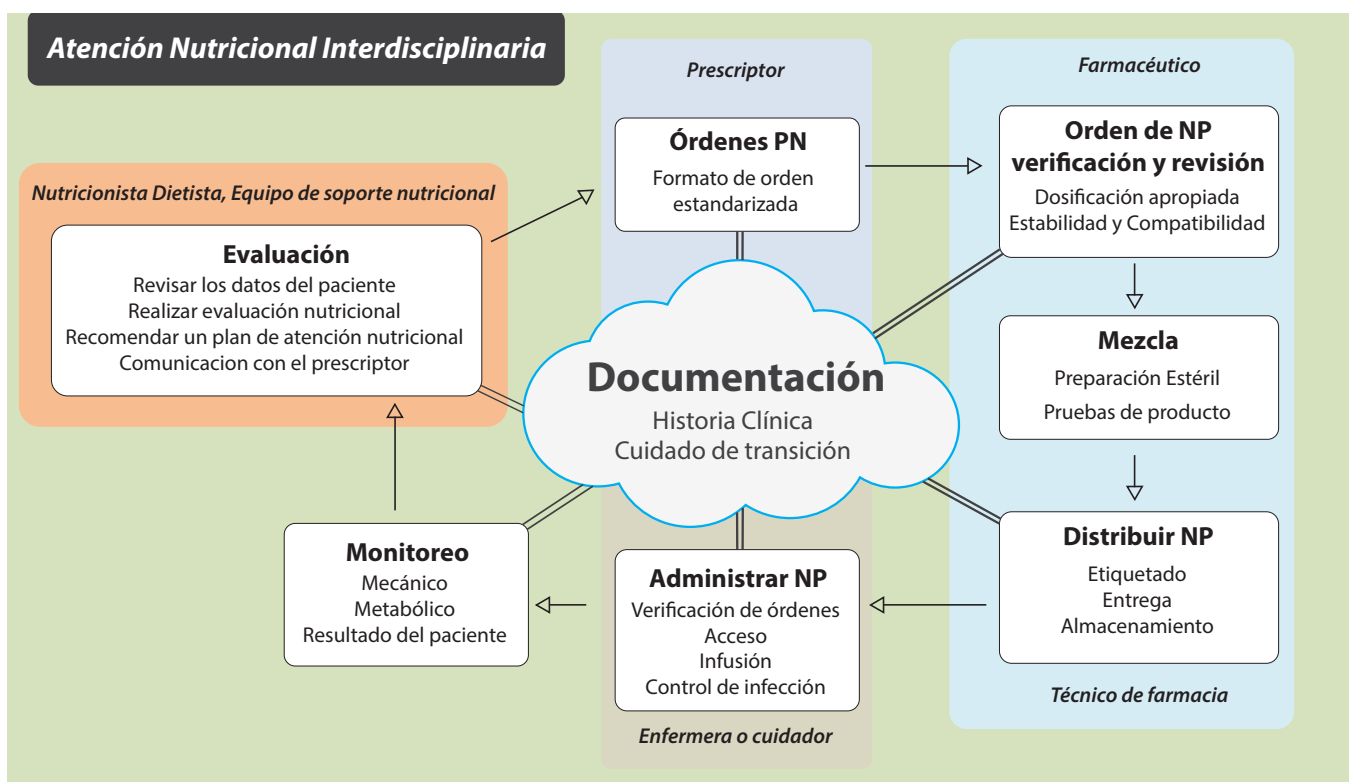 Atención Nutricional Interdisciplinaria
Nutricionista Dietista, Equipo de soporte nutricional
Evaluación
Revisar los datos del paciente
Realizar evaluación nutricional
Recomendar un plan de atención nutricional
Comunicacion con el prescriptor
Prescriptor
Órdenes PN
Formato de orden
estandarizada
Farmacéutico
Orden de NP
verificación y revisión
Dosificación apropiada
Estabilidad y Compatibilidad
Mezcla
Preparación Estéril
Pruebas de producto
Distribuir NP
Etiquetado
Entrega
Almacenamiento
Técnico de farmacia
Documentación
Historia Clínica
Cuidado de transición
Administrar NP
Verificación de órdenes
Acceso
Infusión
Control de infección
Enfermera o cuidador
Monitoreo
Mecánico
Metabólico
Resultado del paciente